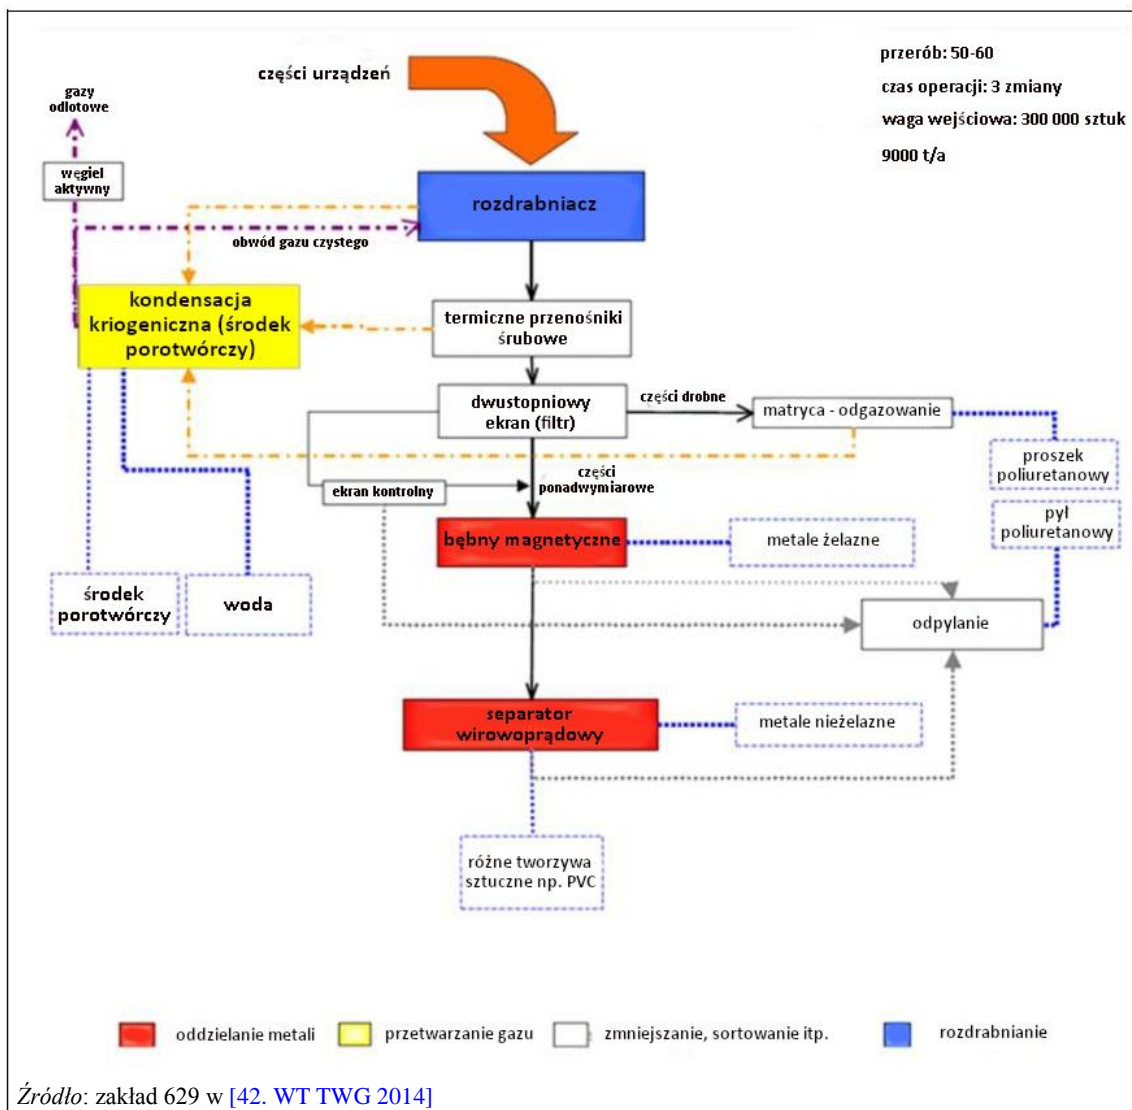 części urządzeń
przerób: 50-60
czas operacji: 3 zmiany
waga wejściowa: 300 000 sztuk
9000 t/a
gazy
odlotowe
węgiel
aktywny
rozdrabniacz
obwód gazu czystego
kondensacja
kriogeniczna (środek
porotwórczy)
termiczne przenośniki
śrubowe
dwustopniowy
ekran (filtr)
części drobne
matryca - odgazowanie
proszek
poliuretanowy
części
ponadwymiarowe
ekran kontrolny
pył
poliuretanowy
bębny magnetyczne
metale żelazne
środek
porotwórczy
woda
odpylanie
separator
wirowoprądowy
metale nieżelazne
różne tworzywa
sztuczne np. PVC
oddzielanie metali
przetwarzanie gazu
zmniejszanie, sortowanie itp.
rozdrabnianie
Źródło: zakład 629 w [42. WT TWG 2014]